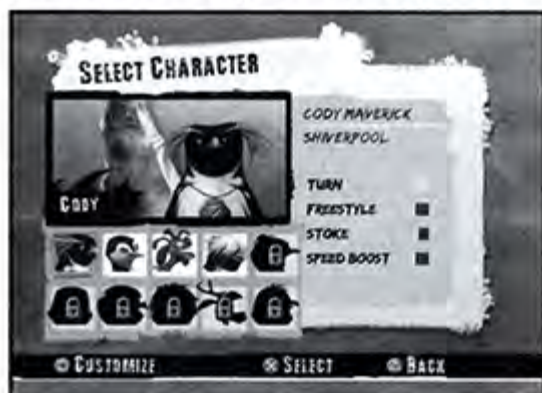 SELECT CHARACTER
CODY MAVERICK
SHIVERPOOL
CODY
TURN
FREESTYLE
STOKE
SPEED BOOST
CUSTOMIZE
SELECT
BACK